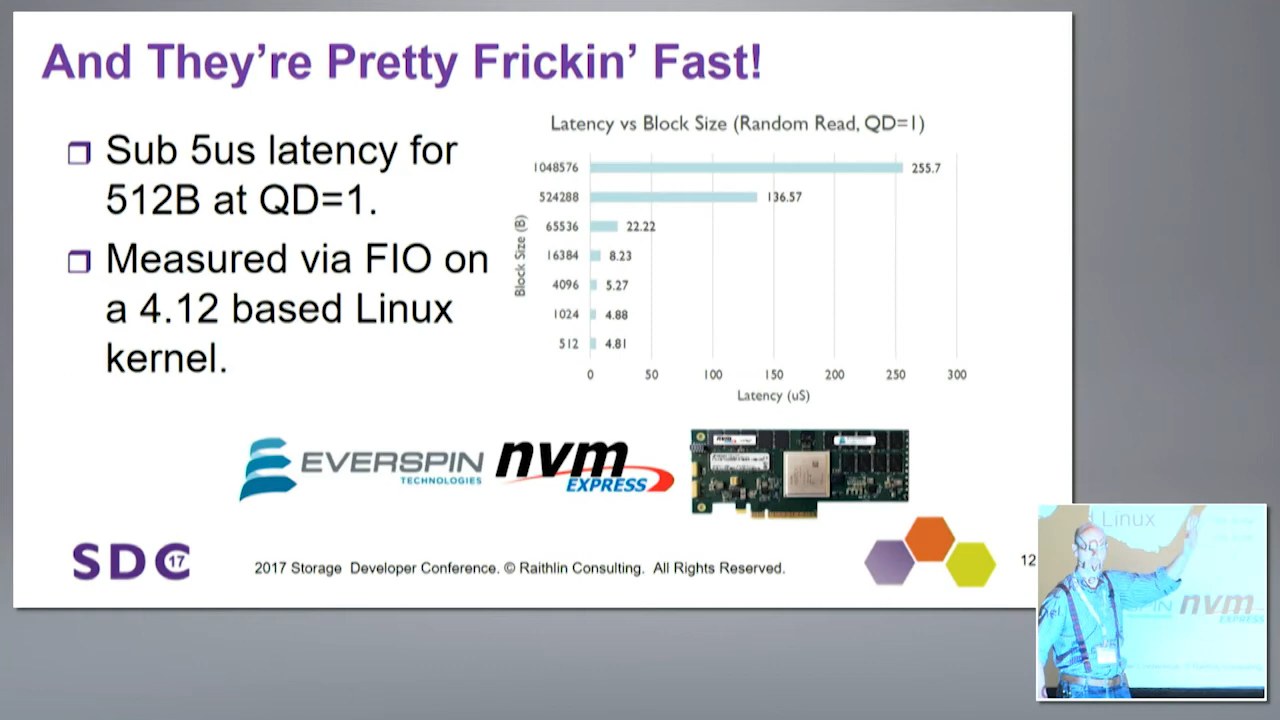 And They're Pretty Frickin' Fast!
Sub 5us latency for
512B at QD=1.
Measured via FIO on
a 4.12 based Linux
kernel.
Latency vs Block Size (Random Read, QD=1)
Block Size (B)
1048576 255.7
524288 136.57
65536 22.22
16384 8.23
4096 5.27
1024 4.88
512 4.81
0 50 100 150 200 250 300
Latency (uS)
EVERSPIN
TECHNOLOGIES
nvm
EXPRESS
SDC 17
2017 Storage Developer Conference. © Raithlin Consulting. All Rights Reserved.
12
Linux
nvm
EXPRESS